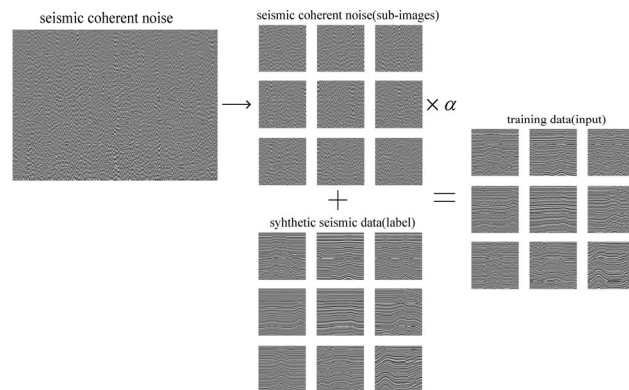 seismic coherent noise
seismic coherent noise(sub-images)
× α
training data(input)
+
=
syhthetic seismic data(label)